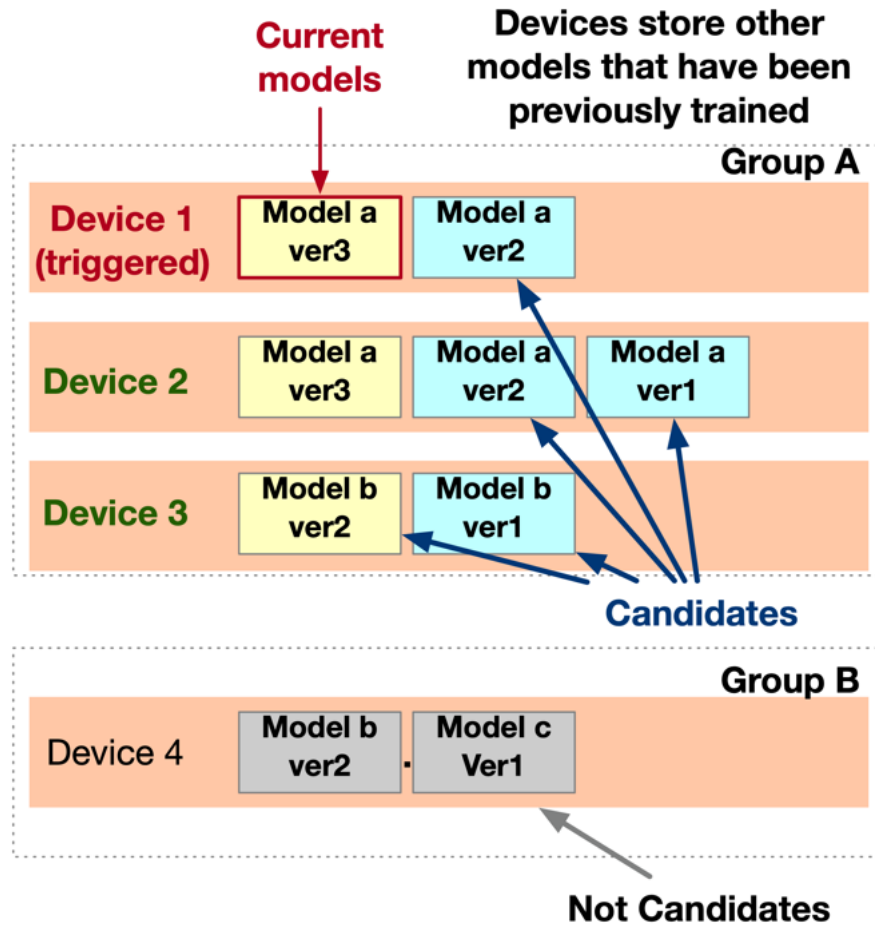 Current
models
Devices store other
models that have been
previously trained
Group A
Device 1
(triggered)
Model a
ver3
Model a
ver2
Device 2
Model a
ver3
Model a
ver2
Model a
ver1
Device 3
Model b
ver2
Model b
ver1
Candidates
Group B
Device 4
Model b
ver2
.
Model c
Ver1
Not Candidates